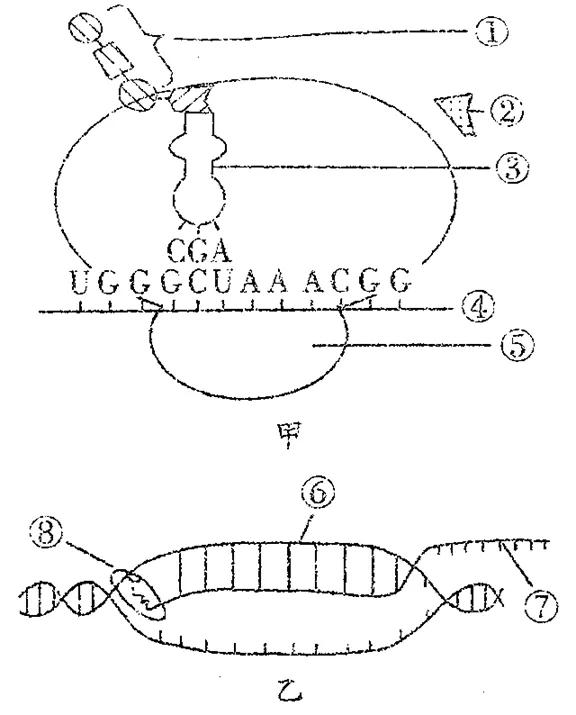 ①
②
③
CGA
UGGGCUAAACGG
④
⑤
甲
⑥
⑧
⑦
乙